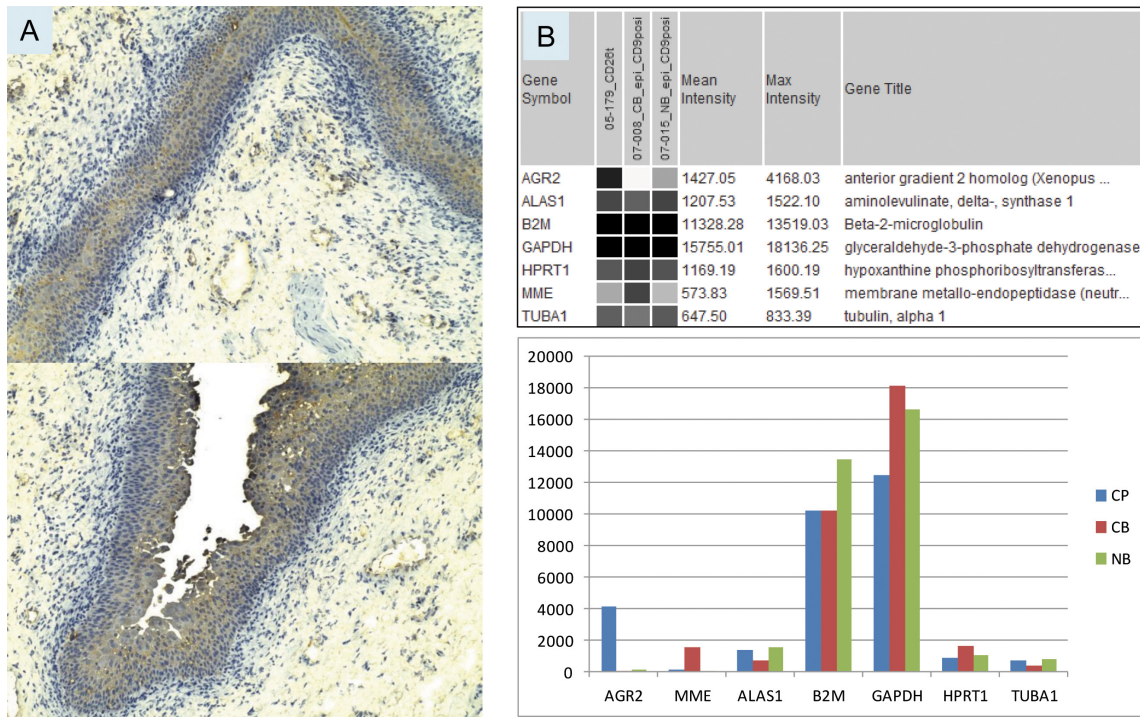 A
B
Gene Symbol
05-179_CD26t
07-008_CB_epi_CD9posi
07-015_NB_epi_CD9posi
Mean Intensity
Max Intensity
Gene Title
AGR2 1427.05 4168.03 anterior gradient 2 homolog (Xenopus ...
ALAS1 1207.53 1522.10 aminolevulinate, delta-, synthase 1
B2M 11328.28 13519.03 Beta-2-microglobulin
GAPDH 15755.01 18136.25 glyceraldehyde-3-phosphate dehydrogenase
HPRT1 1169.19 1600.19 hypoxanthine phosphoribosyltransferas...
MME 573.83 1569.51 membrane metallo-endopeptidase (neutr...
TUBA1 647.50 833.39 tubulin, alpha 1
20000
18000
16000
14000
12000
10000
8000
6000
4000
2000
0
AGR2 MME ALAS1 B2M GAPDH HPRT1 TUBA1
CP
CB
NB